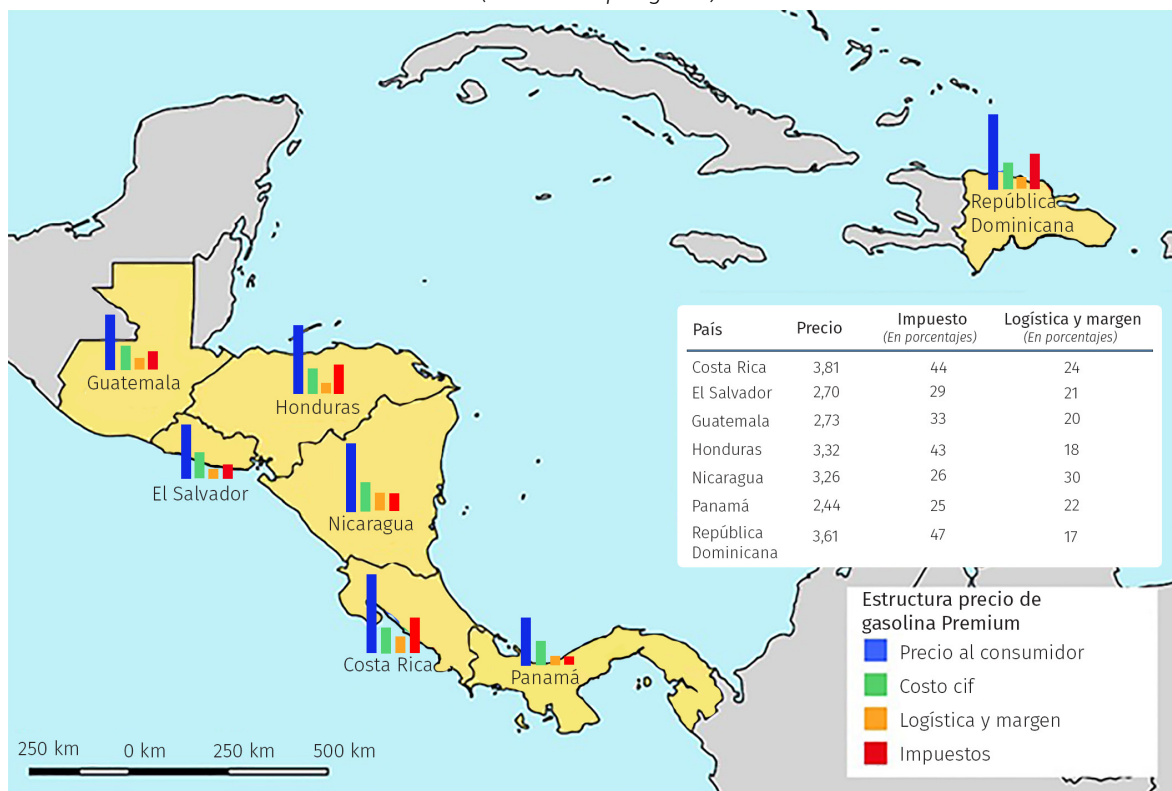 República
Dominicana
Guatemala
Honduras
El Salvador
Nicaragua
Costa Rica
Panamá
País Precio Impuesto Logística y margen
(En porcentajes) (En porcentajes)
Costa Rica 3,81 44 24
El Salvador 2,70 29 21
Guatemala 2,73 33 20
Honduras 3,32 43 18
Nicaragua 3,26 26 30
Panamá 2,44 25 22
República
Dominicana 3,61 47 17
Estructura precio de
gasolina Premium
Precio al consumidor
Costo cif
Logística y margen
Impuestos
250 km 0 km 250 km 500 km